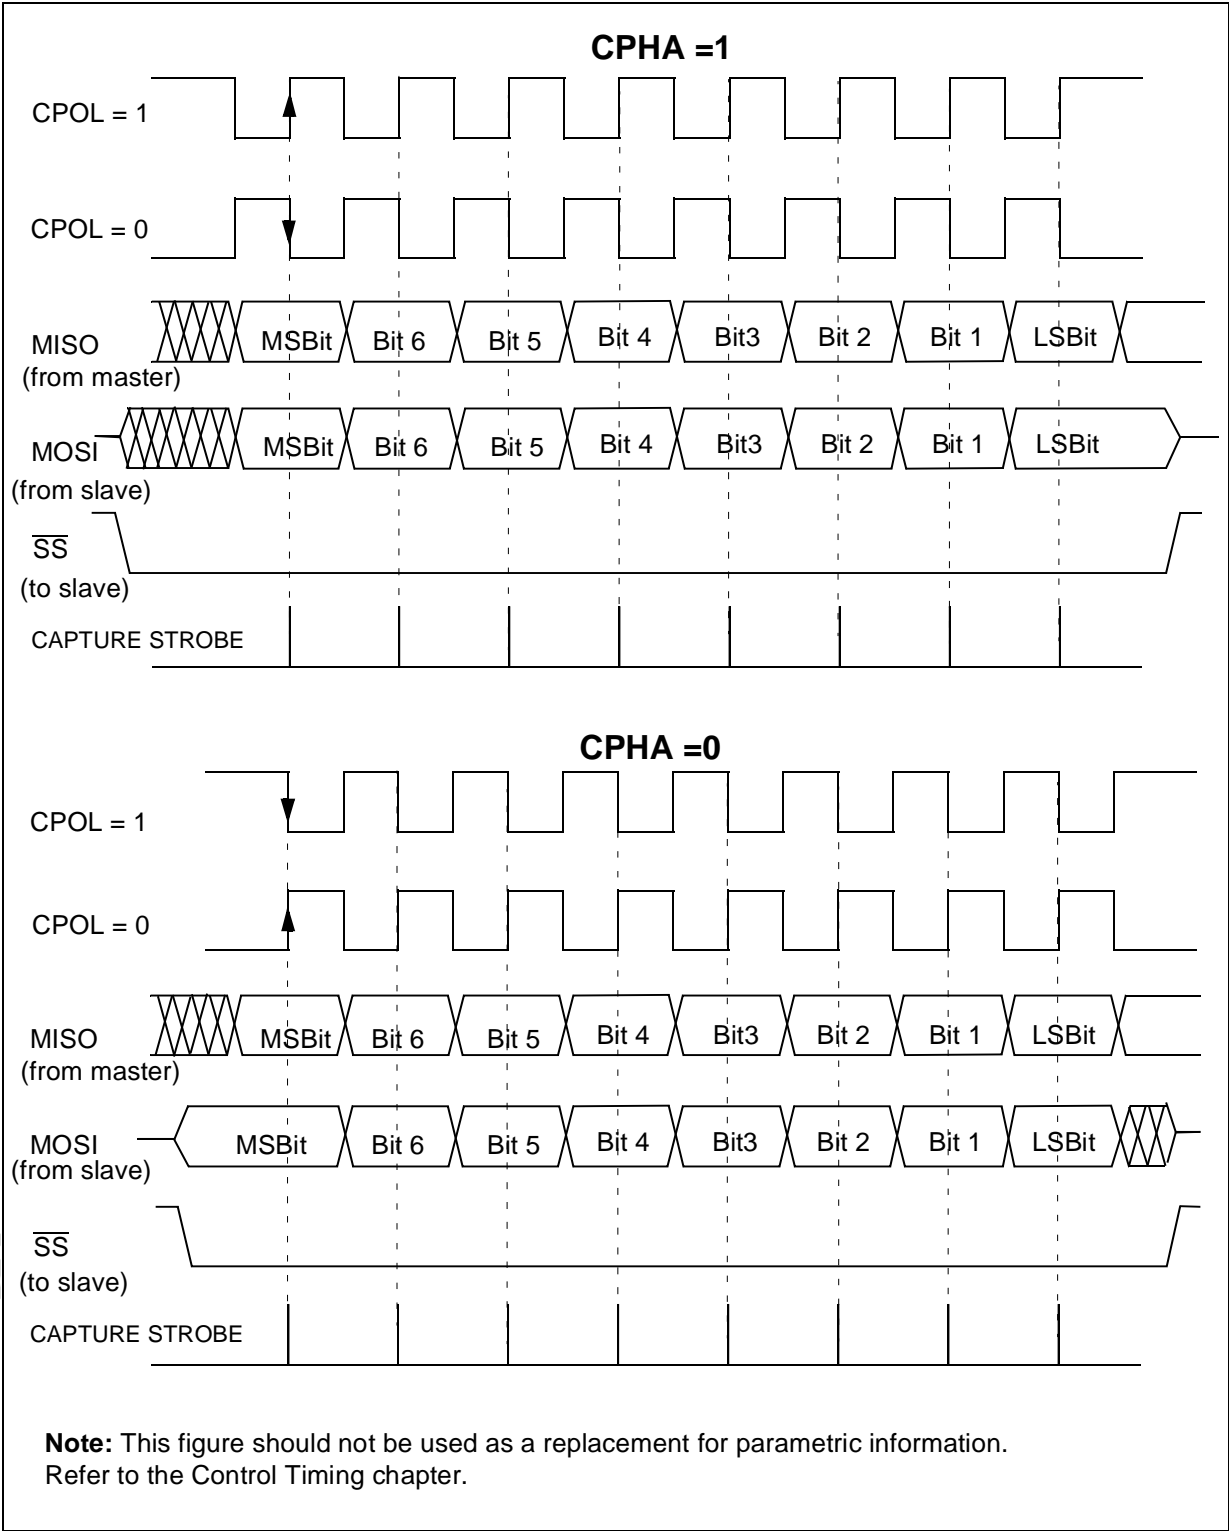 CPHA =1
CPOL = 1
CPOL = 0
MISO
(from master)
MSBit Bit 6 Bit 5 Bit 4 Bit3 Bit 2 Bit 1 LSBit
MOSI
(from slave)
MSBit Bit 6 Bit 5 Bit 4 Bit3 Bit 2 Bit 1 LSBit
SS
(to slave)
CAPTURE STROBE
CPHA =0
CPOL = 1
CPOL = 0
MISO
(from master)
MSBit Bit 6 Bit 5 Bit 4 Bit3 Bit 2 Bit 1 LSBit
MOSI
(from slave)
MSBit Bit 6 Bit 5 Bit 4 Bit3 Bit 2 Bit 1 LSBit
SS
(to slave)
CAPTURE STROBE
Note: This figure should not be used as a replacement for parametric information.
Refer to the Control Timing chapter.